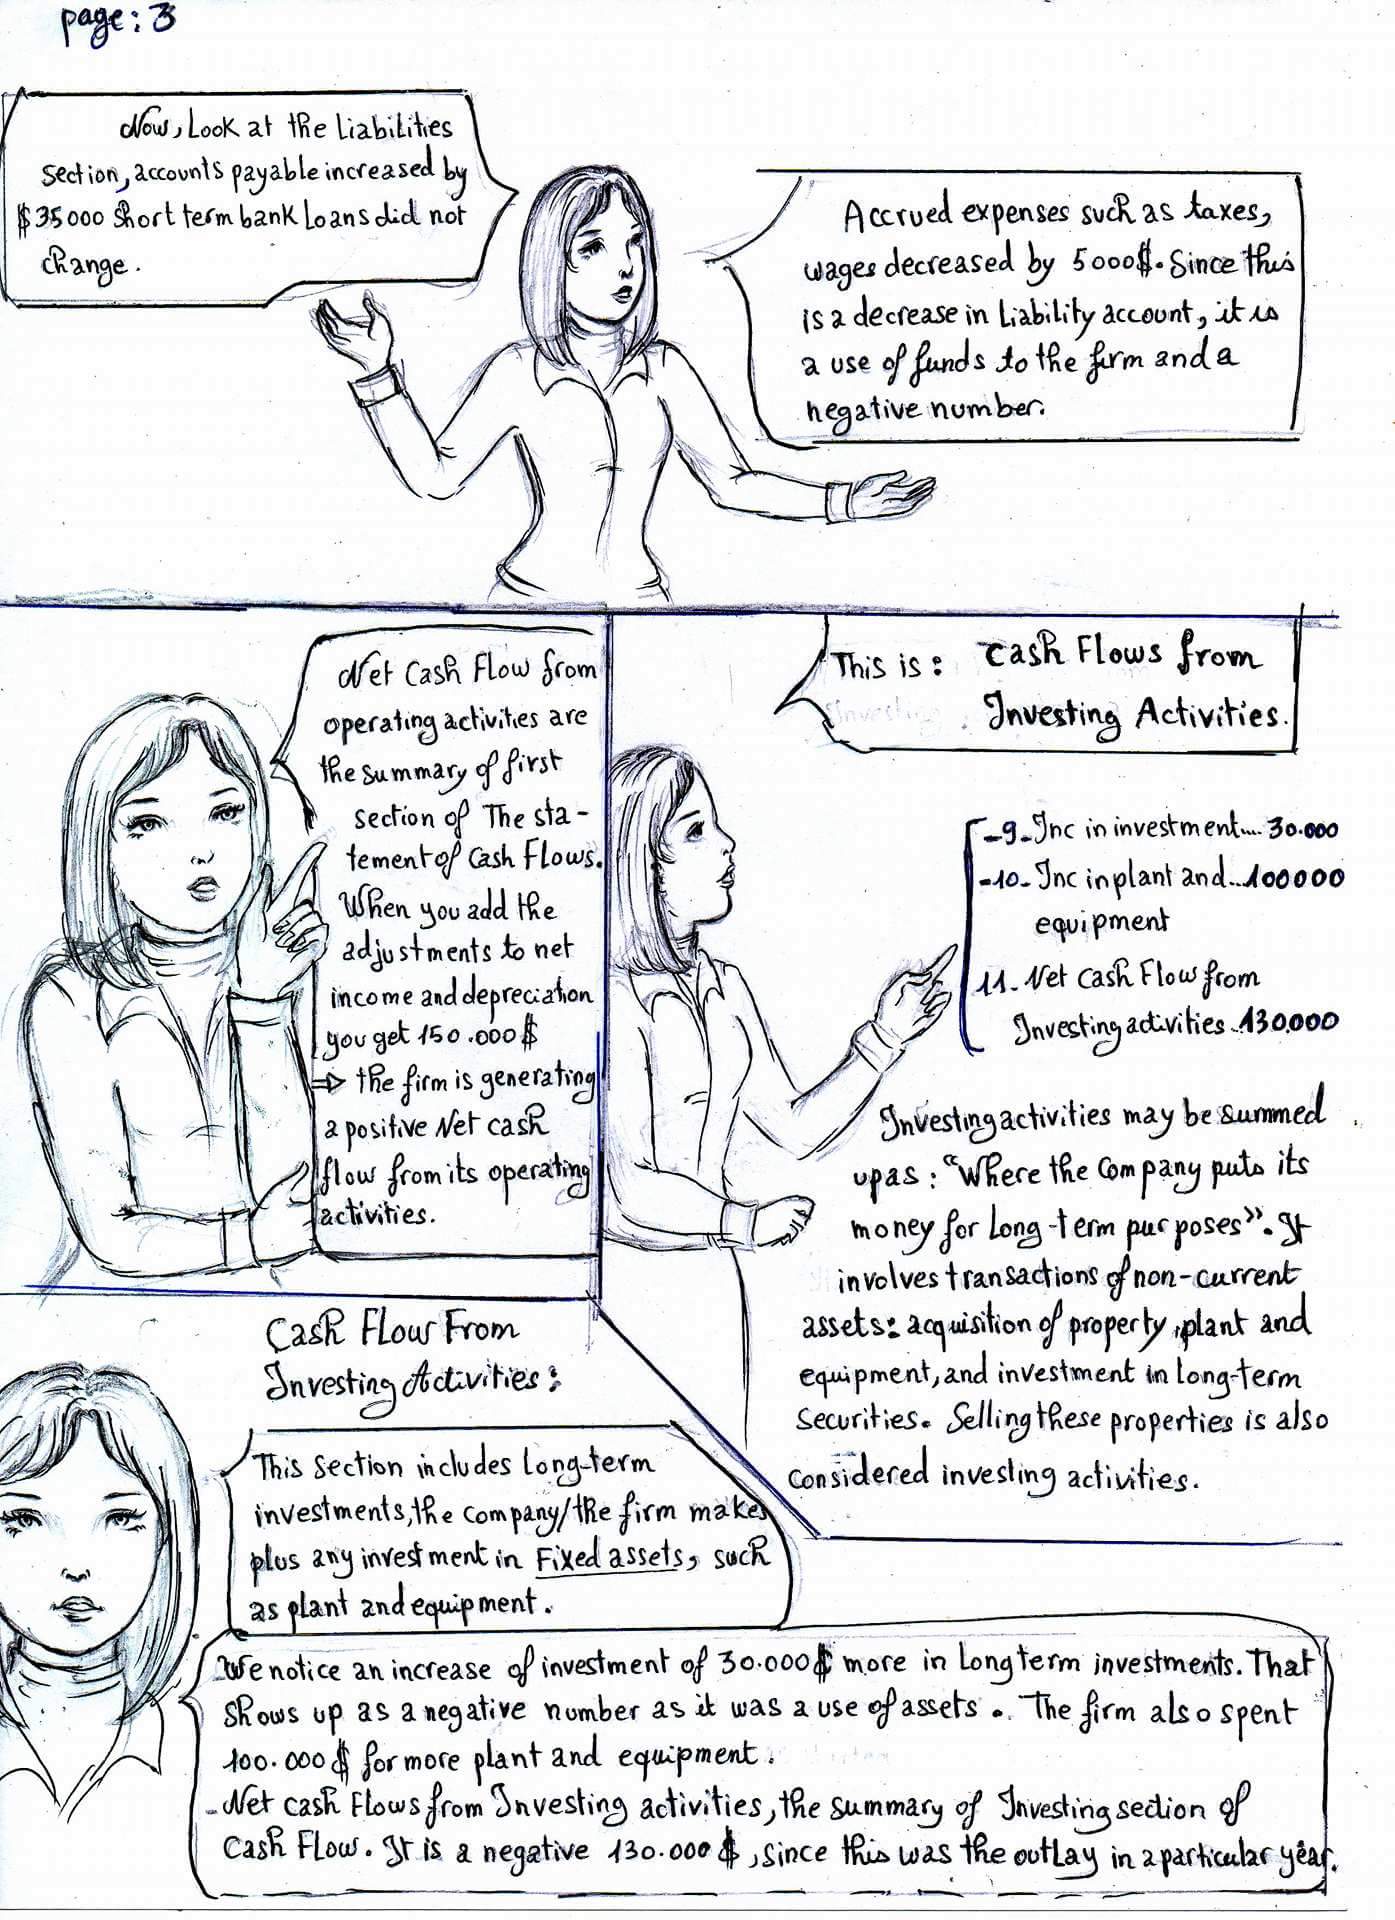 page: 3
Now, Look at the Liabilities
section, accounts payable increased by
$35000 short term bank Loans did not
change.
Accrued expenses such as taxes,
wages decreased by 5000$. Since this
is a decrease in Liability account, it is
a use of funds to the firm and a
negative number.
Net Cash Flow from
operating activities are
the summary of first
section of The sta-
tement of Cash Flows.
When you add the
adjustments to net
income and depreciation
you get 150.000$
⇒ the firm is generating
a positive Net cash
flow from its operating
activities.
This is: Cash Flows from
Investing Activities.
-9- Inc in investment.... 30.000
-10- Inc in plant and...100000
equipment
11- Net Cash Flow from
Investing activities..130.000
Investing activities may be summed
up as: "Where the Company puts its
money for Long-term purposes". It
involves transactions of non-current
assets: acquisition of property, plant and
equipment, and investment in long-term
securities. Selling these properties is also
considered investing activities.
Cash Flow From
Investing Activities:
This section includes Long-term
investments, the company/the firm makes
plus any investment in Fixed assets, such
as plant and equipment.
We notice an increase of investment of 30.000$ more in Long term investments. That
shows up as a negative number as it was a use of assets.. The firm also spent
100.000$ for more plant and equipment.
-Net cash Flows from Investing activities, the summary of Investing section of
Cash Flow. It is a negative 130.000$, since this was the outlay in a particular year.